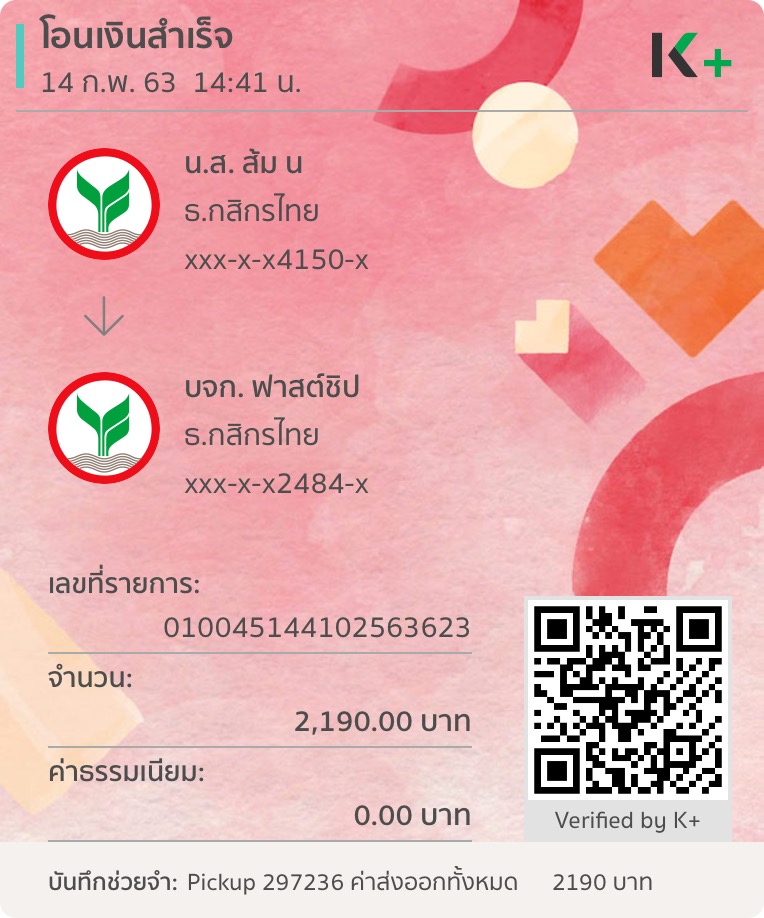 โอนเงินสำเร็จ
14 ก.พ. 63 14:41 น.
K+
น.ส. ส้ม น
ธ.กสิกรไทย
xxx-x-x4150-x
บจก. ฟาสต์ชิป
ธ.กสิกรไทย
xxx-x-x2484-x
เลขที่รายการ:
010045144102563623
จำนวน:
2,190.00 บาท
ค่าธรรมเนียม:
0.00 บาท
Verified by K+
บันทึกช่วยจำ: Pickup 297236 ค่าส่งออกทั้งหมด 2190 บาท